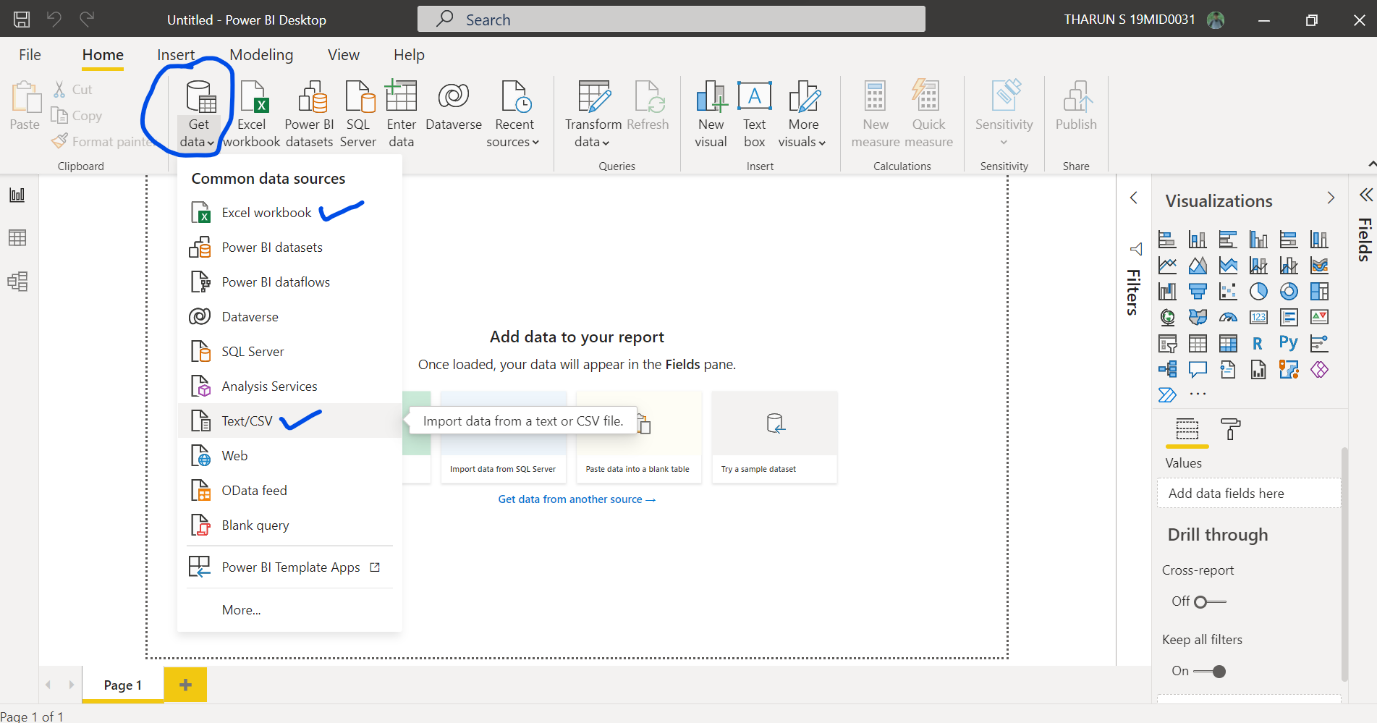 Untitled - Power BI Desktop
Search
THARUN S 19MID0031
File Home Insert Modeling View Help
Paste
Cut
Copy
Format painte
Clipboard
Get data
Excel workbook
Power BI datasets
SQL Server
Enter data
Dataverse
Recent sources
Transform data
Refresh
Queries
New visual
Text box
More visuals
Insert
New measure
Quick measure
Calculations
Sensitivity
Sensitivity
Publish
Share
Common data sources
Excel workbook
Power BI datasets
Power BI dataflows
Dataverse
SQL Server
Analysis Services
Text/CSV
Web
OData feed
Blank query
Power BI Template Apps
More...
Import data from a text or CSV file.
Add data to your report
Once loaded, your data will appear in the Fields pane.
Import data from SQL Server
Paste data into a blank table
Try a sample dataset
Get data from another source →
Filters
Visualizations
123
R
Py
...
Values
Add data fields here
Drill through
Cross-report
Off
Keep all filters
On
Fields
Page 1
Page 1 of 1